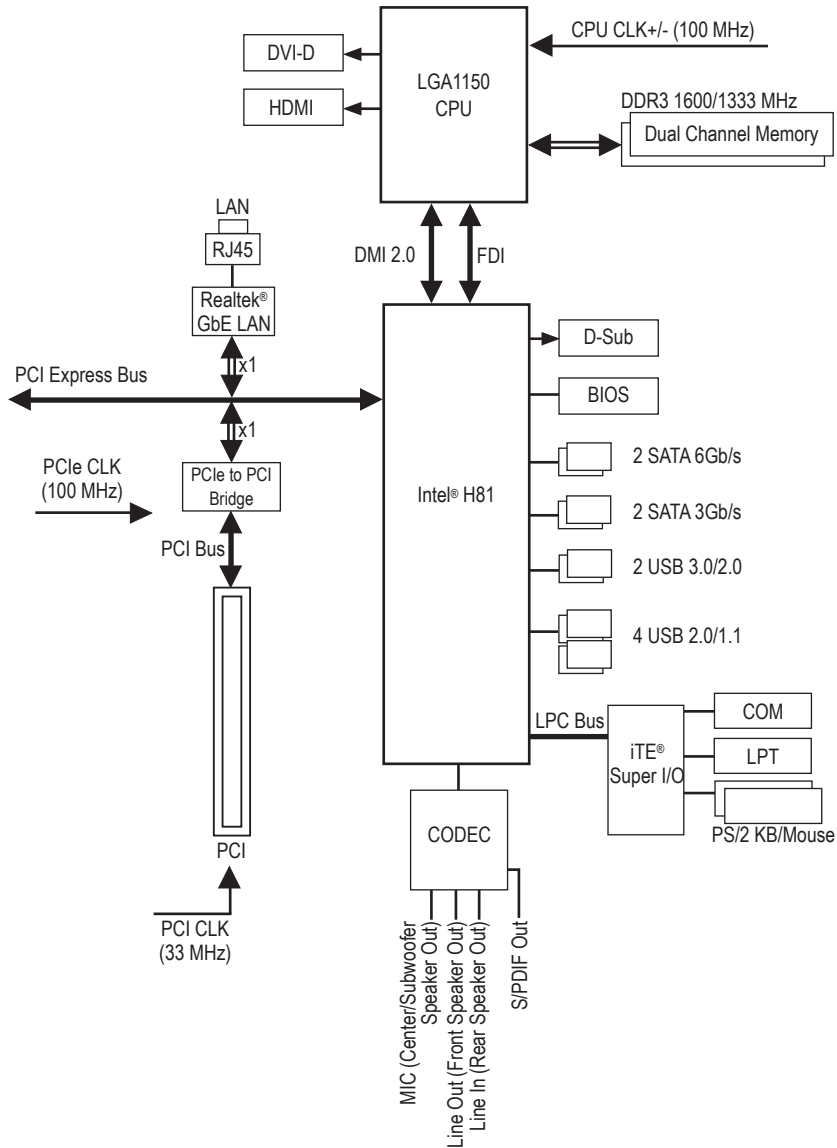 CPU CLK+/- (100 MHz)
DVI-D
LGA1150
CPU
HDMI
DDR3 1600/1333 MHz
Dual Channel Memory
LAN
RJ45
DMI 2.0
FDI
Realtek®
GbE LAN
D-Sub
x1
PCI Express Bus
BIOS
x1
PCIe CLK
(100 MHz)
PCIe to PCI
Bridge
2 SATA 6Gb/s
Intel® H81
2 SATA 3Gb/s
PCI Bus
2 USB 3.0/2.0
4 USB 2.0/1.1
LPC Bus
COM
iTE®
Super I/O
LPT
PS/2 KB/Mouse
CODEC
PCI
PCI CLK
(33 MHz)
MIC (Center/Subwoofer
Speaker Out)
Line Out (Front Speaker Out)
Line In (Rear Speaker Out)
S/PDIF Out